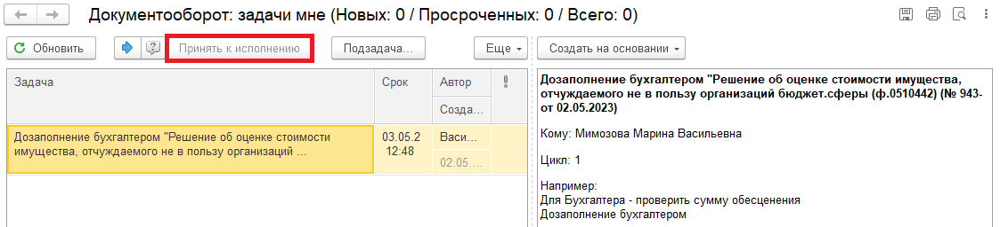 Документооборот: задачи мне (Новых: 0 / Просроченных: 0 / Всего: 0)
Обновить
Принять к исполнению
Подзадача...
Еще
Создать на основании
Задача
Срок
Автор
Созда...
Дозаполнение бухгалтером "Решение об оценке стоимости
имущества, отчуждаемого не в пользу организаций ...
03.05.2
12:48
Васи...
02.05....
Дозаполнение бухгалтером "Решение об оценке стоимости имущества,
отчуждаемого не в пользу организаций бюджет.сферы (ф.0510442) (№ 943-
от 02.05.2023)
Кому: Мимозова Марина Васильевна
Цикл: 1
Например:
Для Бухгалтера - проверить сумму обесценения
Дозаполнение бухгалтером